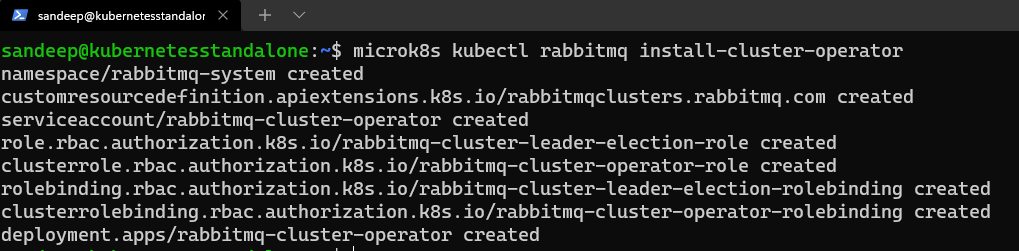 sandeep@kubernetesstandalor
sandeep@kubernetesstandalone:~$ microk8s kubectl rabbitmq install-cluster-operator
namespace/rabbitmq-system created
customresourcedefinition.apiextensions.k8s.io/rabbitmqclusters.rabbitmq.com created
serviceaccount/rabbitmq-cluster-operator created
role.rbac.authorization.k8s.io/rabbitmq-cluster-leader-election-role created
clusterrole.rbac.authorization.k8s.io/rabbitmq-cluster-operator-role created
rolebinding.rbac.authorization.k8s.io/rabbitmq-cluster-leader-election-rolebinding created
clusterrolebinding.rbac.authorization.k8s.io/rabbitmq-cluster-operator-rolebinding created
deployment.apps/rabbitmq-cluster-operator created